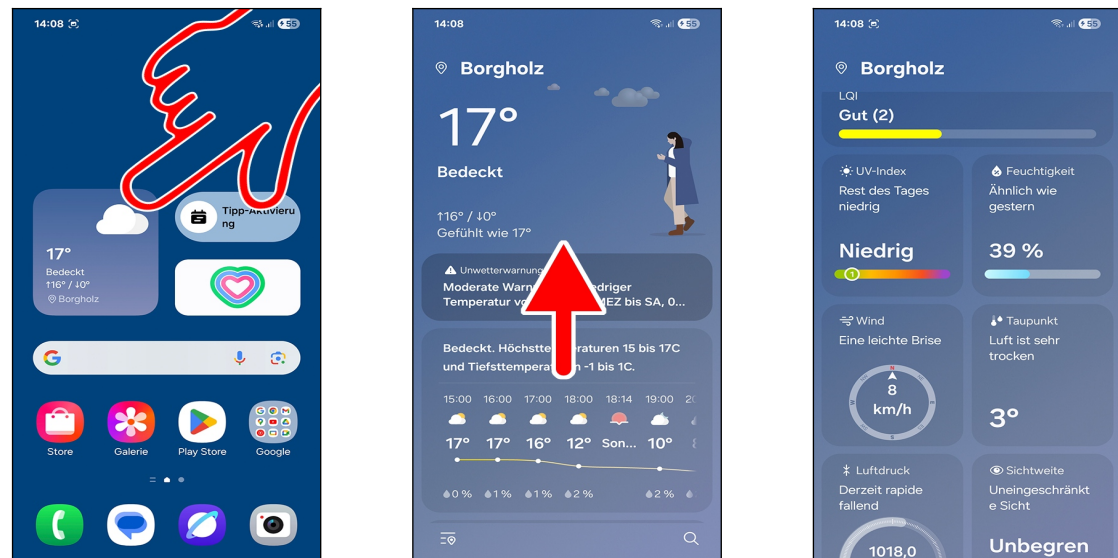 14:08
55
17°
Bedeckt
↑16° / ↓0°
Borgholz
Tipp-Aktivieru
ng
Store
Galerie
Play Store
Google
14:08
55
Borgholz
17°
Bedeckt
↑16° / ↓0°
Gefühlt wie 17°
Unwetterwarnung
Moderate
Temperatur
MEZ bis SA, 0...
Bedeckt. Höchstte eraturen 15 bis 17C
und Tiefsttempera -1 bis 1C.
15:00 16:00 17:00 18:00 18:14 19:00
17° 17° 16° 12° Son... 10°
0 % 1 % 1 % 2 % 2 %
14:08
55
Borgholz
LQI
Gut (2)
UV-Index
Rest des Tages
niedrig
Niedrig
1
Feuchtigkeit
Ähnlich wie
gestern
39 %
Wind
Eine leichte Brise
N
8
km/h
W
E
S
Taupunkt
Luft ist sehr
trocken
3°
Luftdruck
Derzeit rapide
fallend
1018,0
Sichtweite
Uneingeschränkt
e Sicht
Unbegren